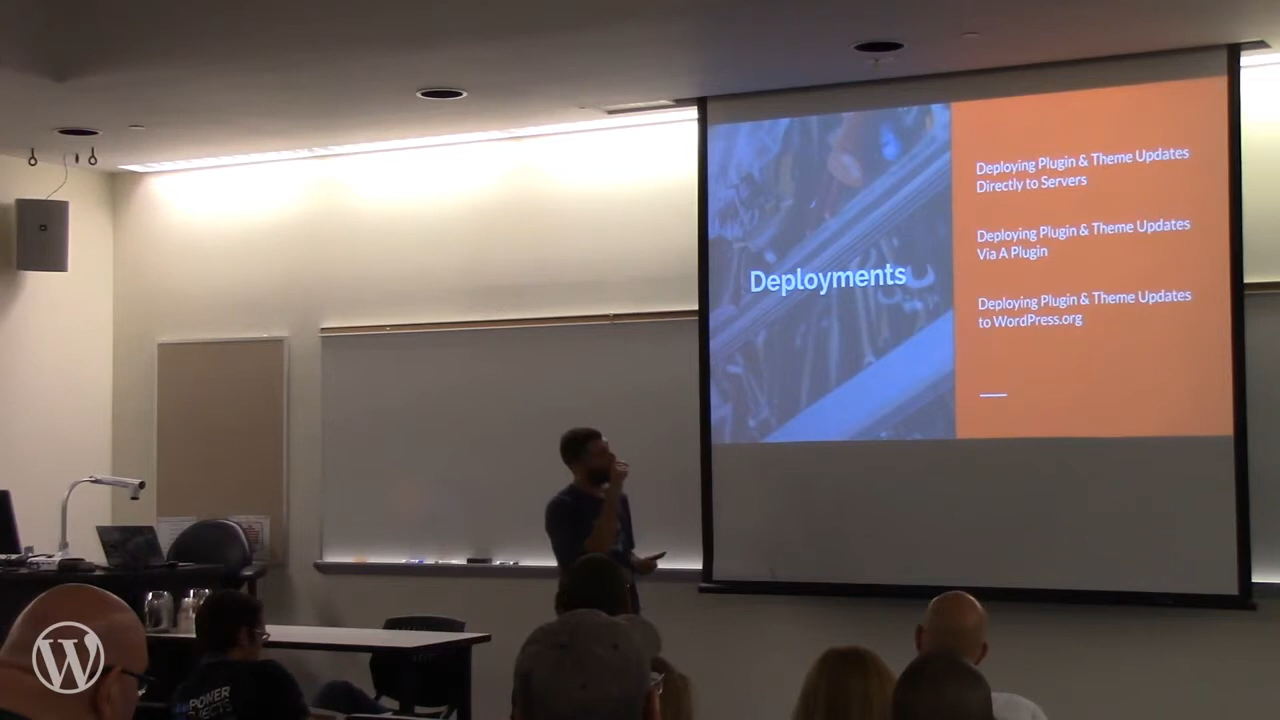 Deployments
Deploying Plugin & Theme Updates
Directly to Servers
Deploying Plugin & Theme Updates
Via A Plugin
Deploying Plugin & Theme Updates
to WordPress.org
POWER